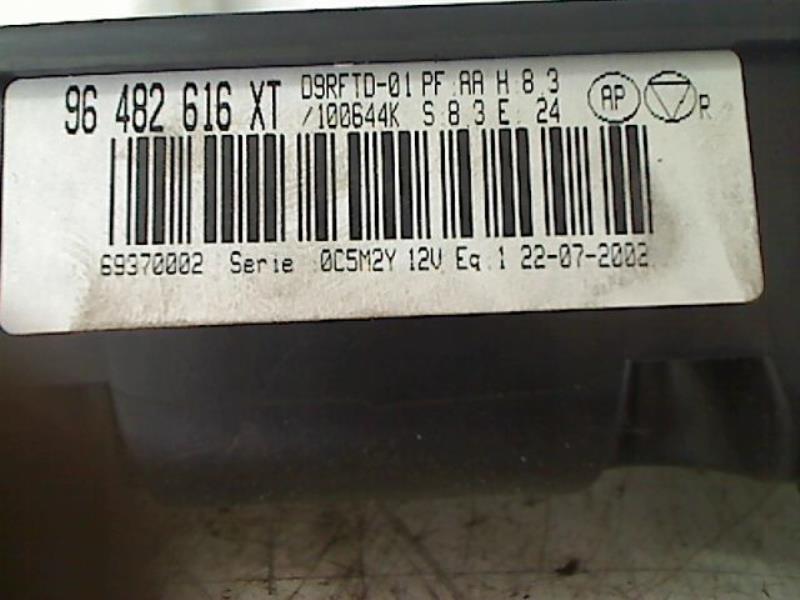 96 482 616 XT D9RFTD-01 PF AA H 8.3
/100644K S 8 3 E 24
AP
R
69370002 Serie 0C5M2Y 12V Eq 1 22-07-2002